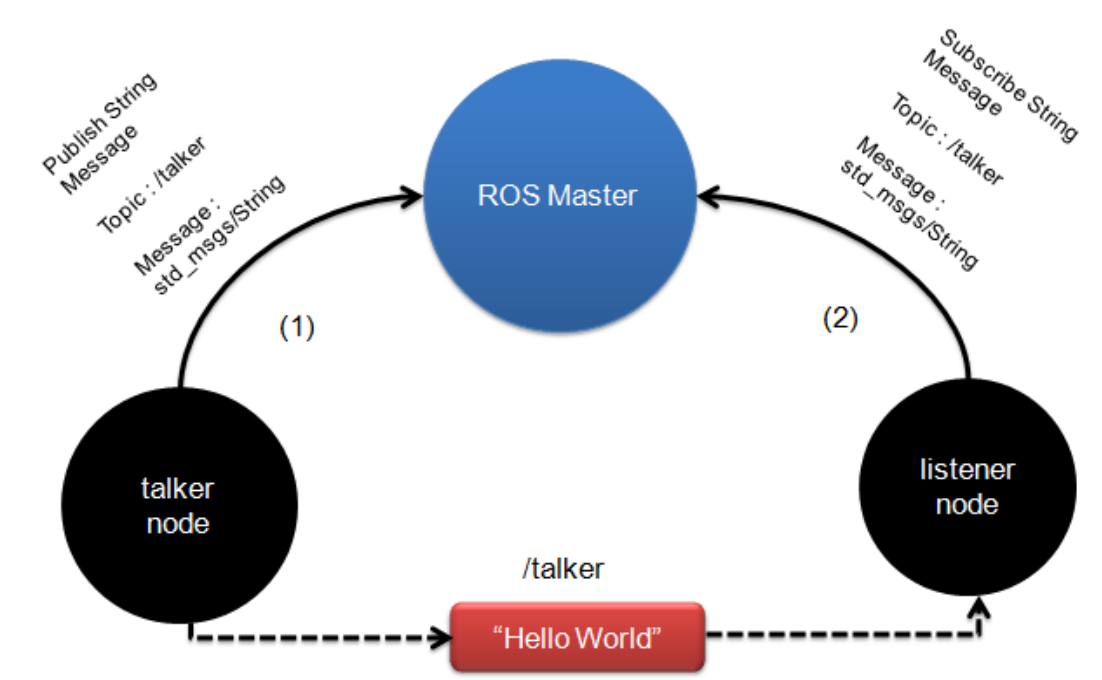 Publish String
Message
Topic : /talker
Message :
std_msgs/String
(1)
ROS Master
Subscribe String
Message
Topic : /talker
Message :
std_msgs/String
(2)
talker
node
listener
node
/talker
“Hello World”